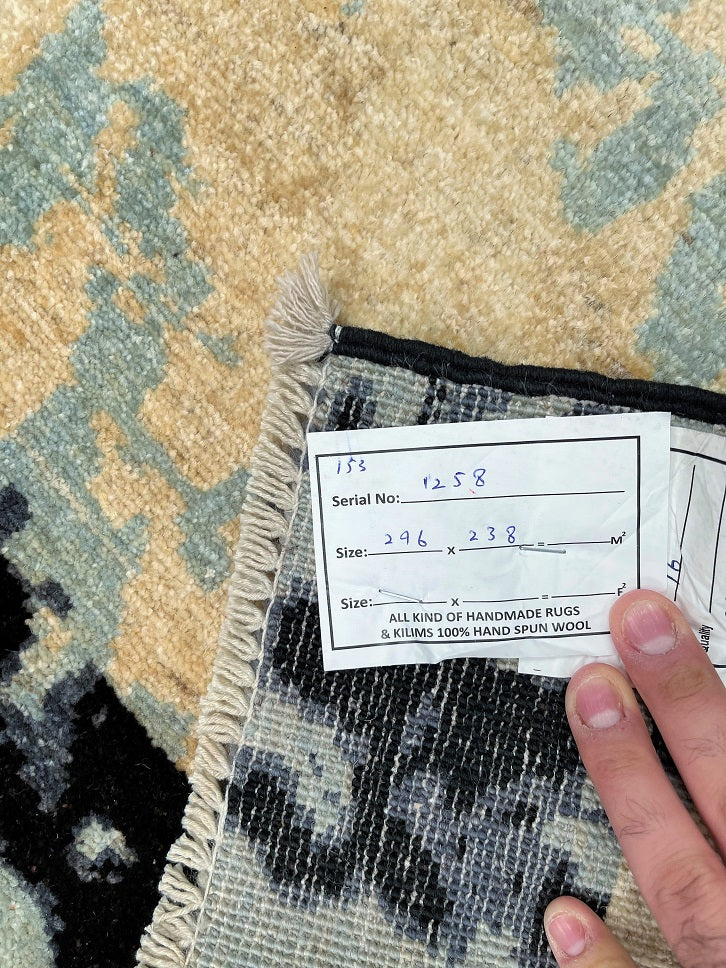 153
Serial No: 1258
Size: 296 x 238 = M²
Size: x = F²
ALL KIND OF HANDMADE RUGS
& KILIMS 100% HAND SPUN WOOL
uality